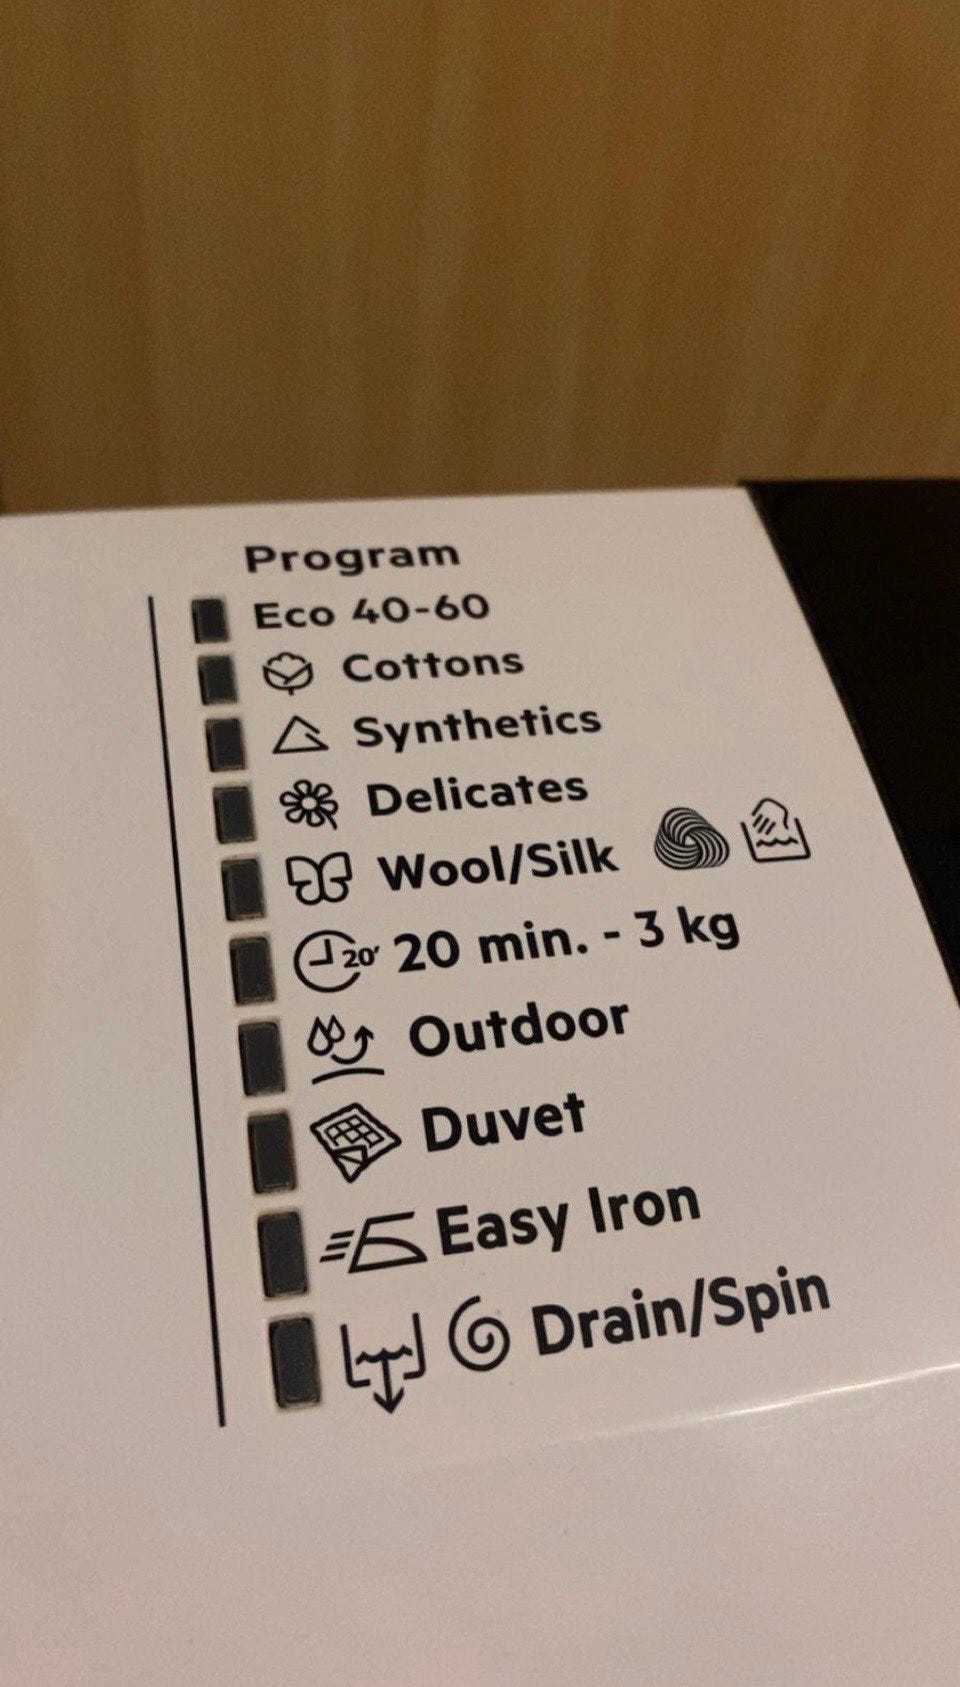 Program
Eco 40-60
Cottons
Synthetics
Delicates
Wool/Silk
20' 20 min. - 3 kg
Outdoor
Duvet
Easy Iron
Drain/Spin